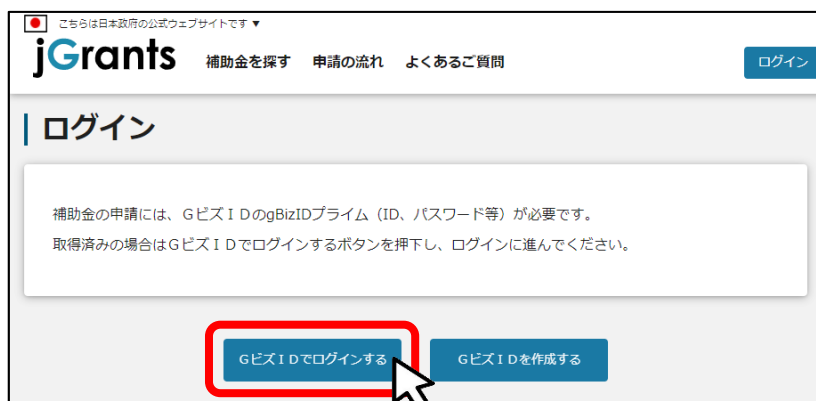 こちらは日本政府の公式ウェブサイトです ▼
jGrants 補助金を探す 申請の流れ よくあるご質問 ログイン
ログイン
補助金の申請には、GビズIDのgBizIDプライム（ID、パスワード等）が必要です。
取得済みの場合はGビズIDでログインするボタンを押下し、ログインに進んでください。
GビズIDでログインする GビズIDを作成する